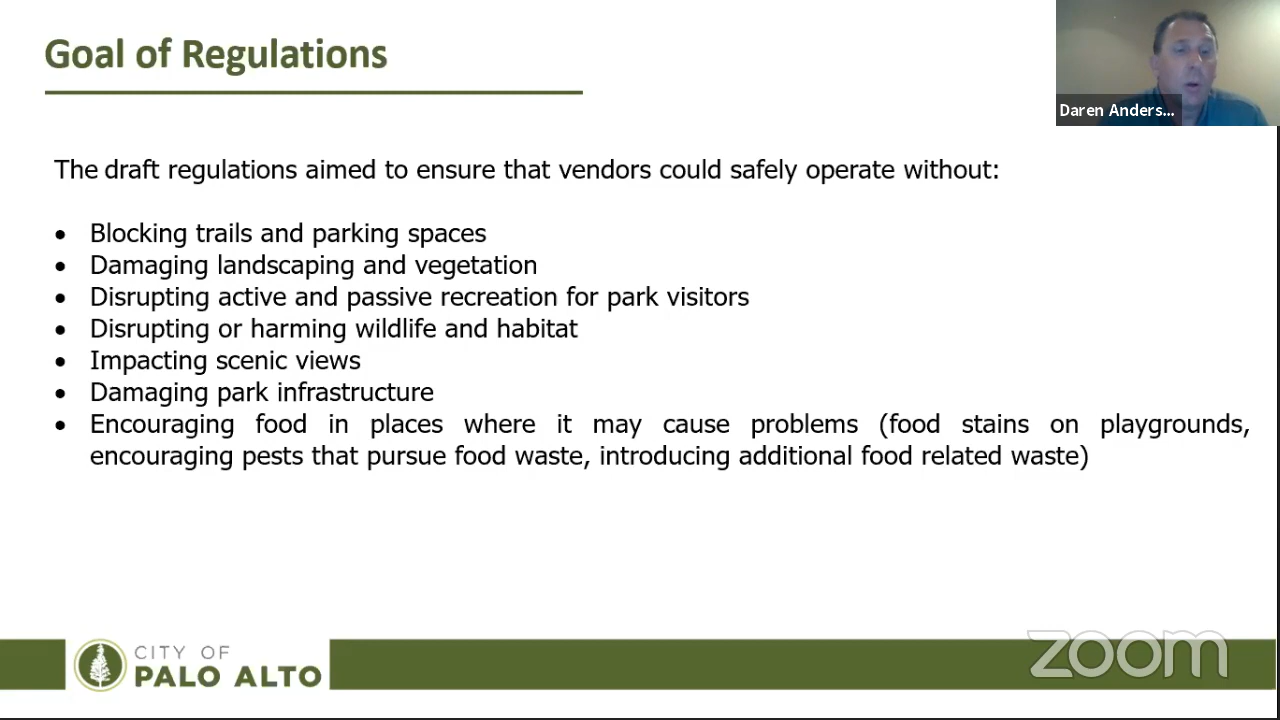 Goal of Regulations
Daren Anders...
The draft regulations aimed to ensure that vendors could safely operate without:
• Blocking trails and parking spaces
• Damaging landscaping and vegetation
• Disrupting active and passive recreation for park visitors
• Disrupting or harming wildlife and habitat
• Impacting scenic views
• Damaging park infrastructure
• Encouraging food in places where it may cause problems (food stains on playgrounds,
encouraging pests that pursue food waste, introducing additional food related waste)
CITY OF
PALO ALTO
zoom